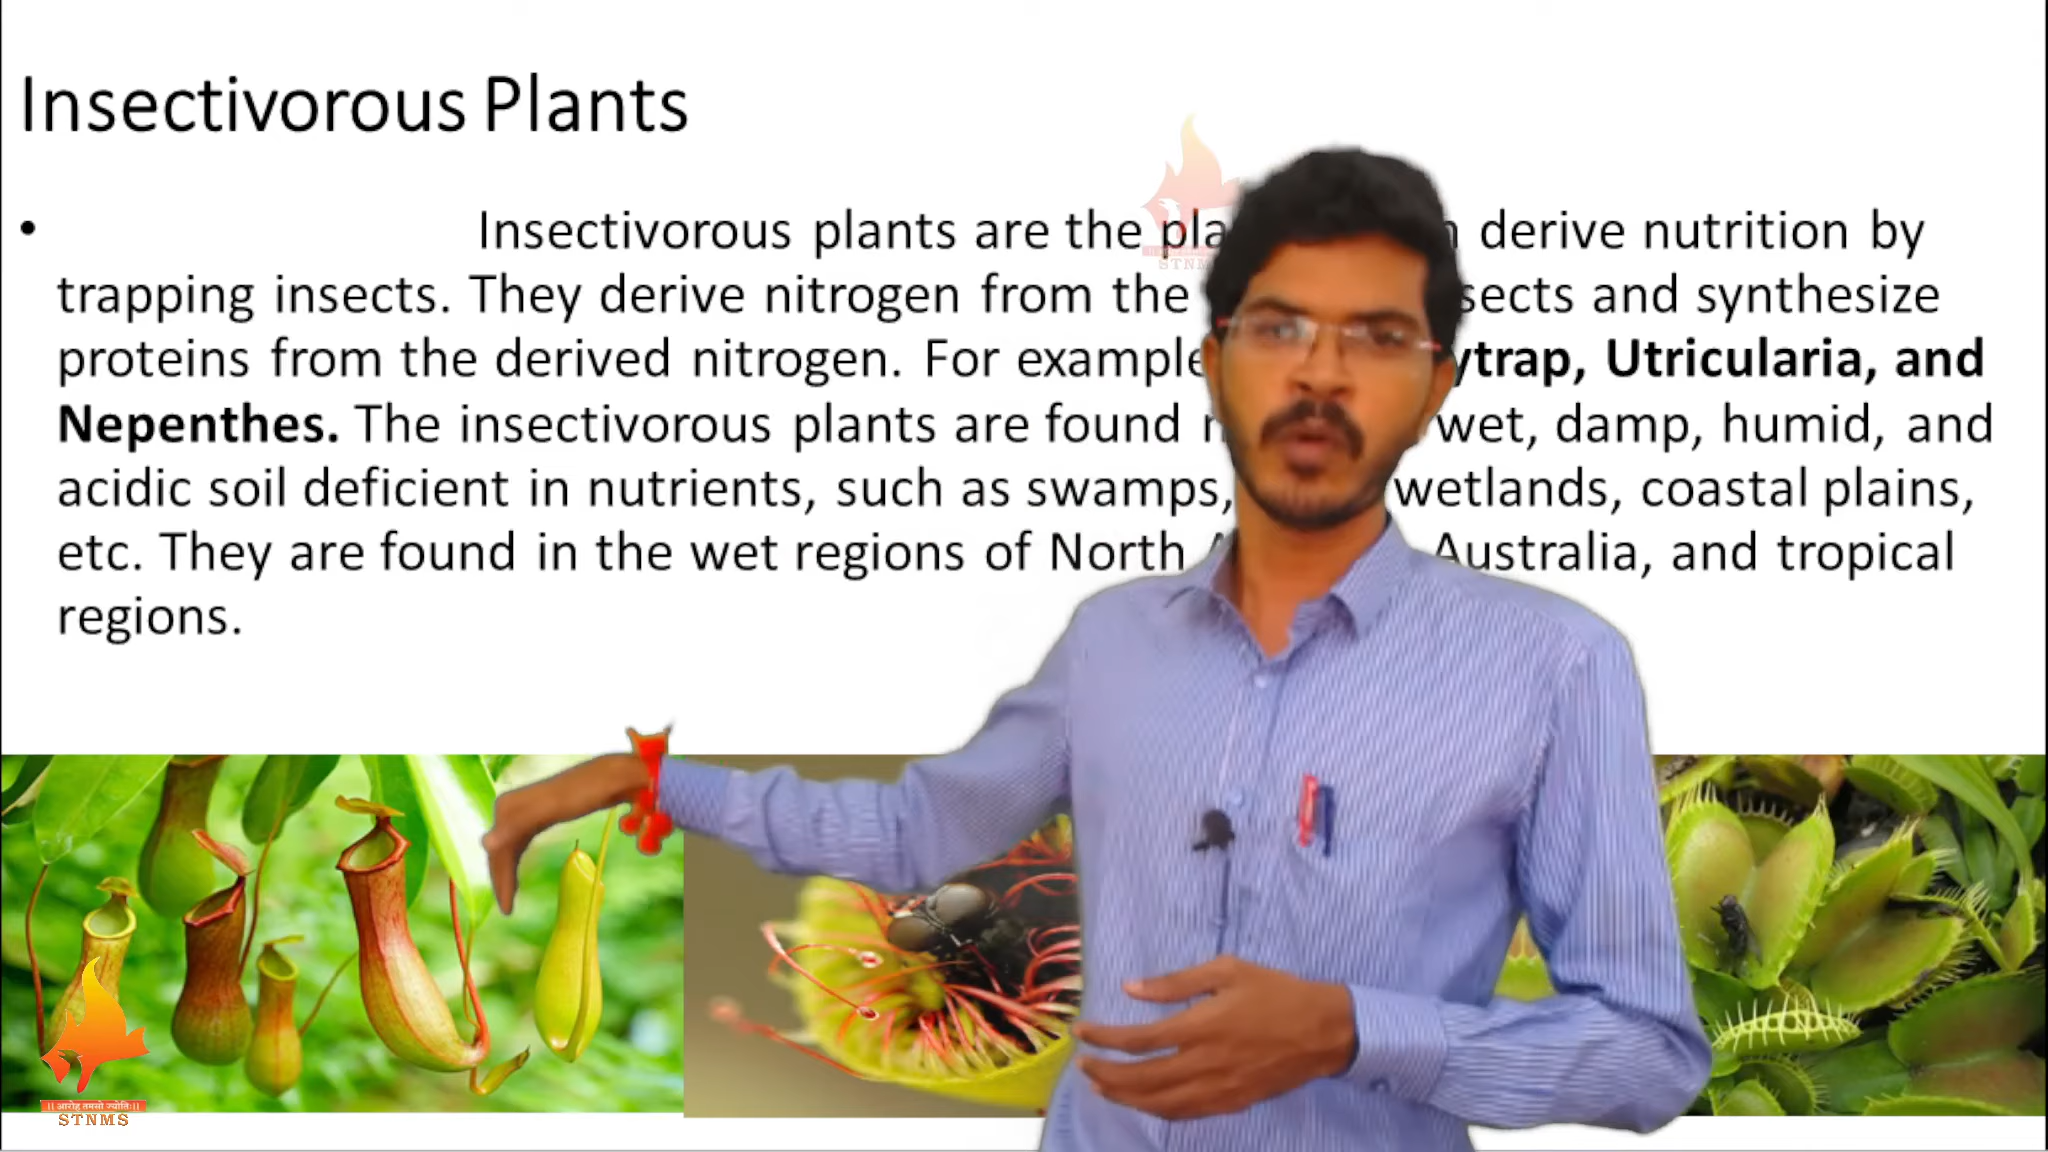 Insectivorous Plants
• Insectivorous plants are the derive nutrition by
trapping insects. They derive nitrogen from the and synthesize
proteins from the derived nitrogen. For example Utricularia, and
Nepenthes. The insectivorous plants are found wet, damp, humid, and
acidic soil deficient in nutrients, such as swamps, wetlands, coastal plains,
etc. They are found in the wet regions of North Australia, and tropical
regions.
STNMS
।। आरोह तमसो ज्योतिः।।
STNMS